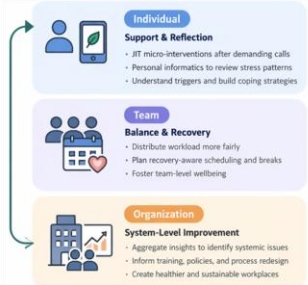 Individual
Support & Reflection
• JIT micro-interventions after demanding calls
• Personal informatics to review stress patterns
• Understand triggers and build coping strategies
Team
Balance & Recovery
• Distribute workload more fairly
• Plan recovery-aware scheduling and breaks
• Foster team-level wellbeing
Organization
System-Level Improvement
• Aggregate insights to identify systemic issues
• Inform training, policies, and process redesign
• Create healthier and sustainable workplaces